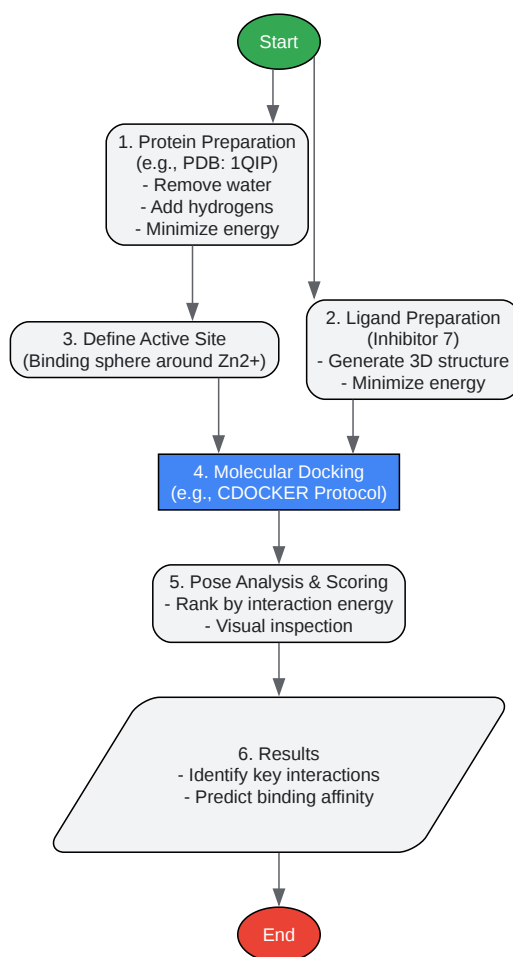 Start
1. Protein Preparation
(e.g., PDB: 1QIP)
- Remove water
- Add hydrogens
- Minimize energy
2. Ligand Preparation
(Inhibitor 7)
- Generate 3D structure
- Minimize energy
3. Define Active Site
(Binding sphere around Zn2+)
4. Molecular Docking
(e.g., CDOCKER Protocol)
5. Pose Analysis & Scoring
- Rank by interaction energy
- Visual inspection
6. Results
- Identify key interactions
- Predict binding affinity
End